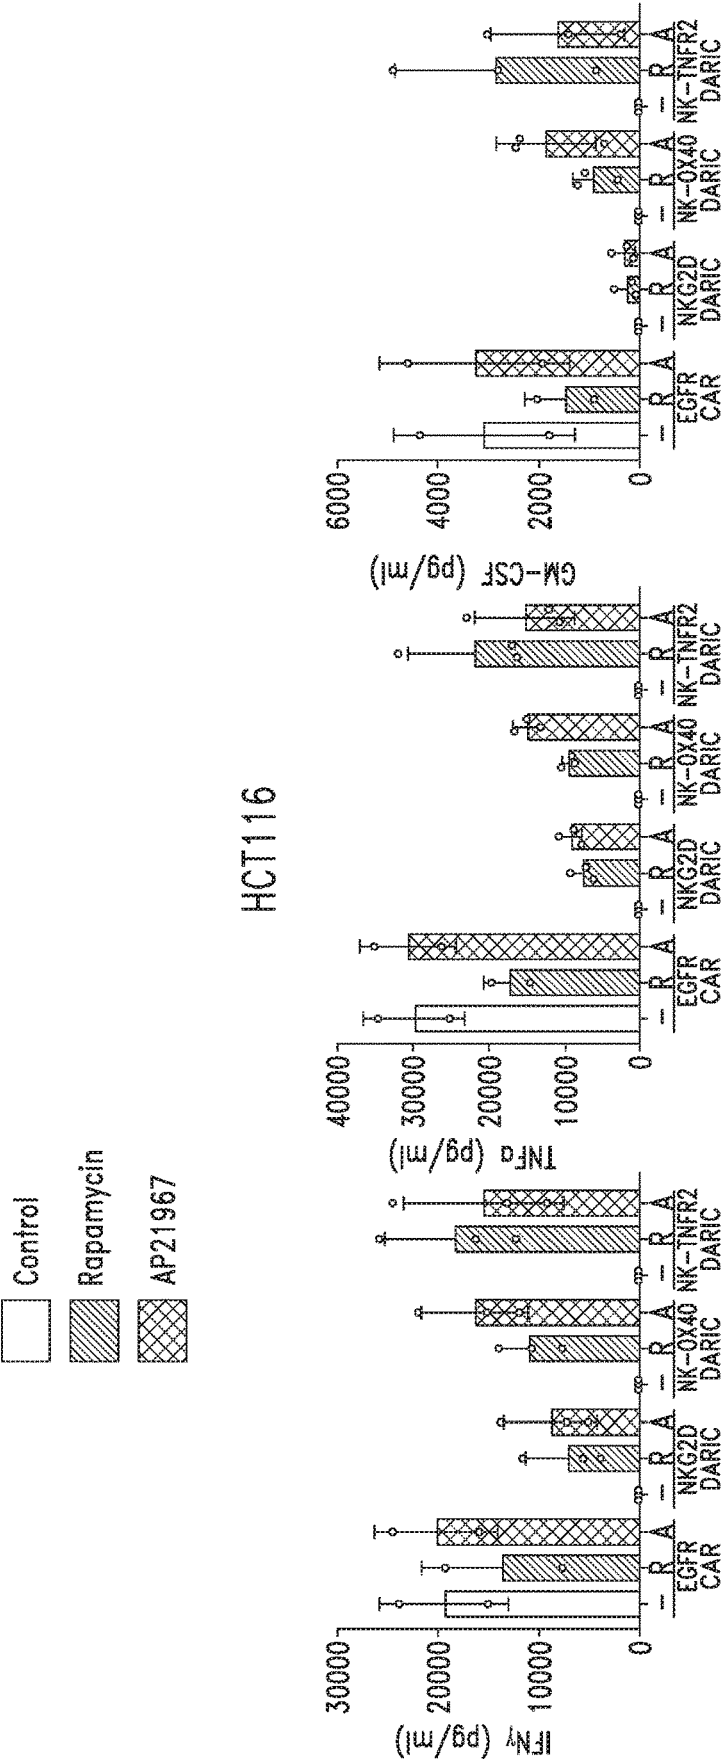 HCT116
Control
Rapamycin
AP21967
IFNγ (pg/ml)
30000
20000
10000
0
– R A – R A – R A – R A
EGFR CAR
NKG2D DARIC
NK-OX40 DARIC
NK-TNFR2 DARIC
TNFα (pg/ml)
40000
30000
20000
10000
0
– R A – R A – R A – R A
EGFR CAR
NKG2D DARIC
NK-OX40 DARIC
NK-TNFR2 DARIC
GM-CSF (pg/ml)
6000
4000
2000
0
– R A – R A – R A – R A
EGFR CAR
NKG2D DARIC
NK-OX40 DARIC
NK-TNFR2 DARIC